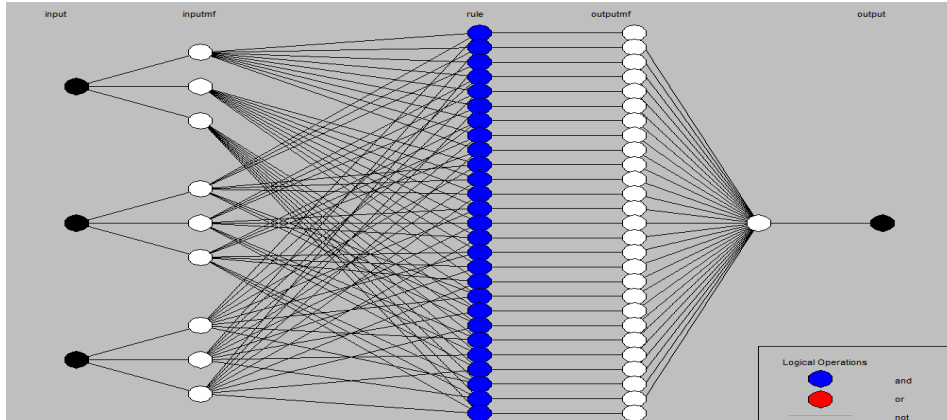 input inputmf rule outputmf output
Logical Operations
and
or
not